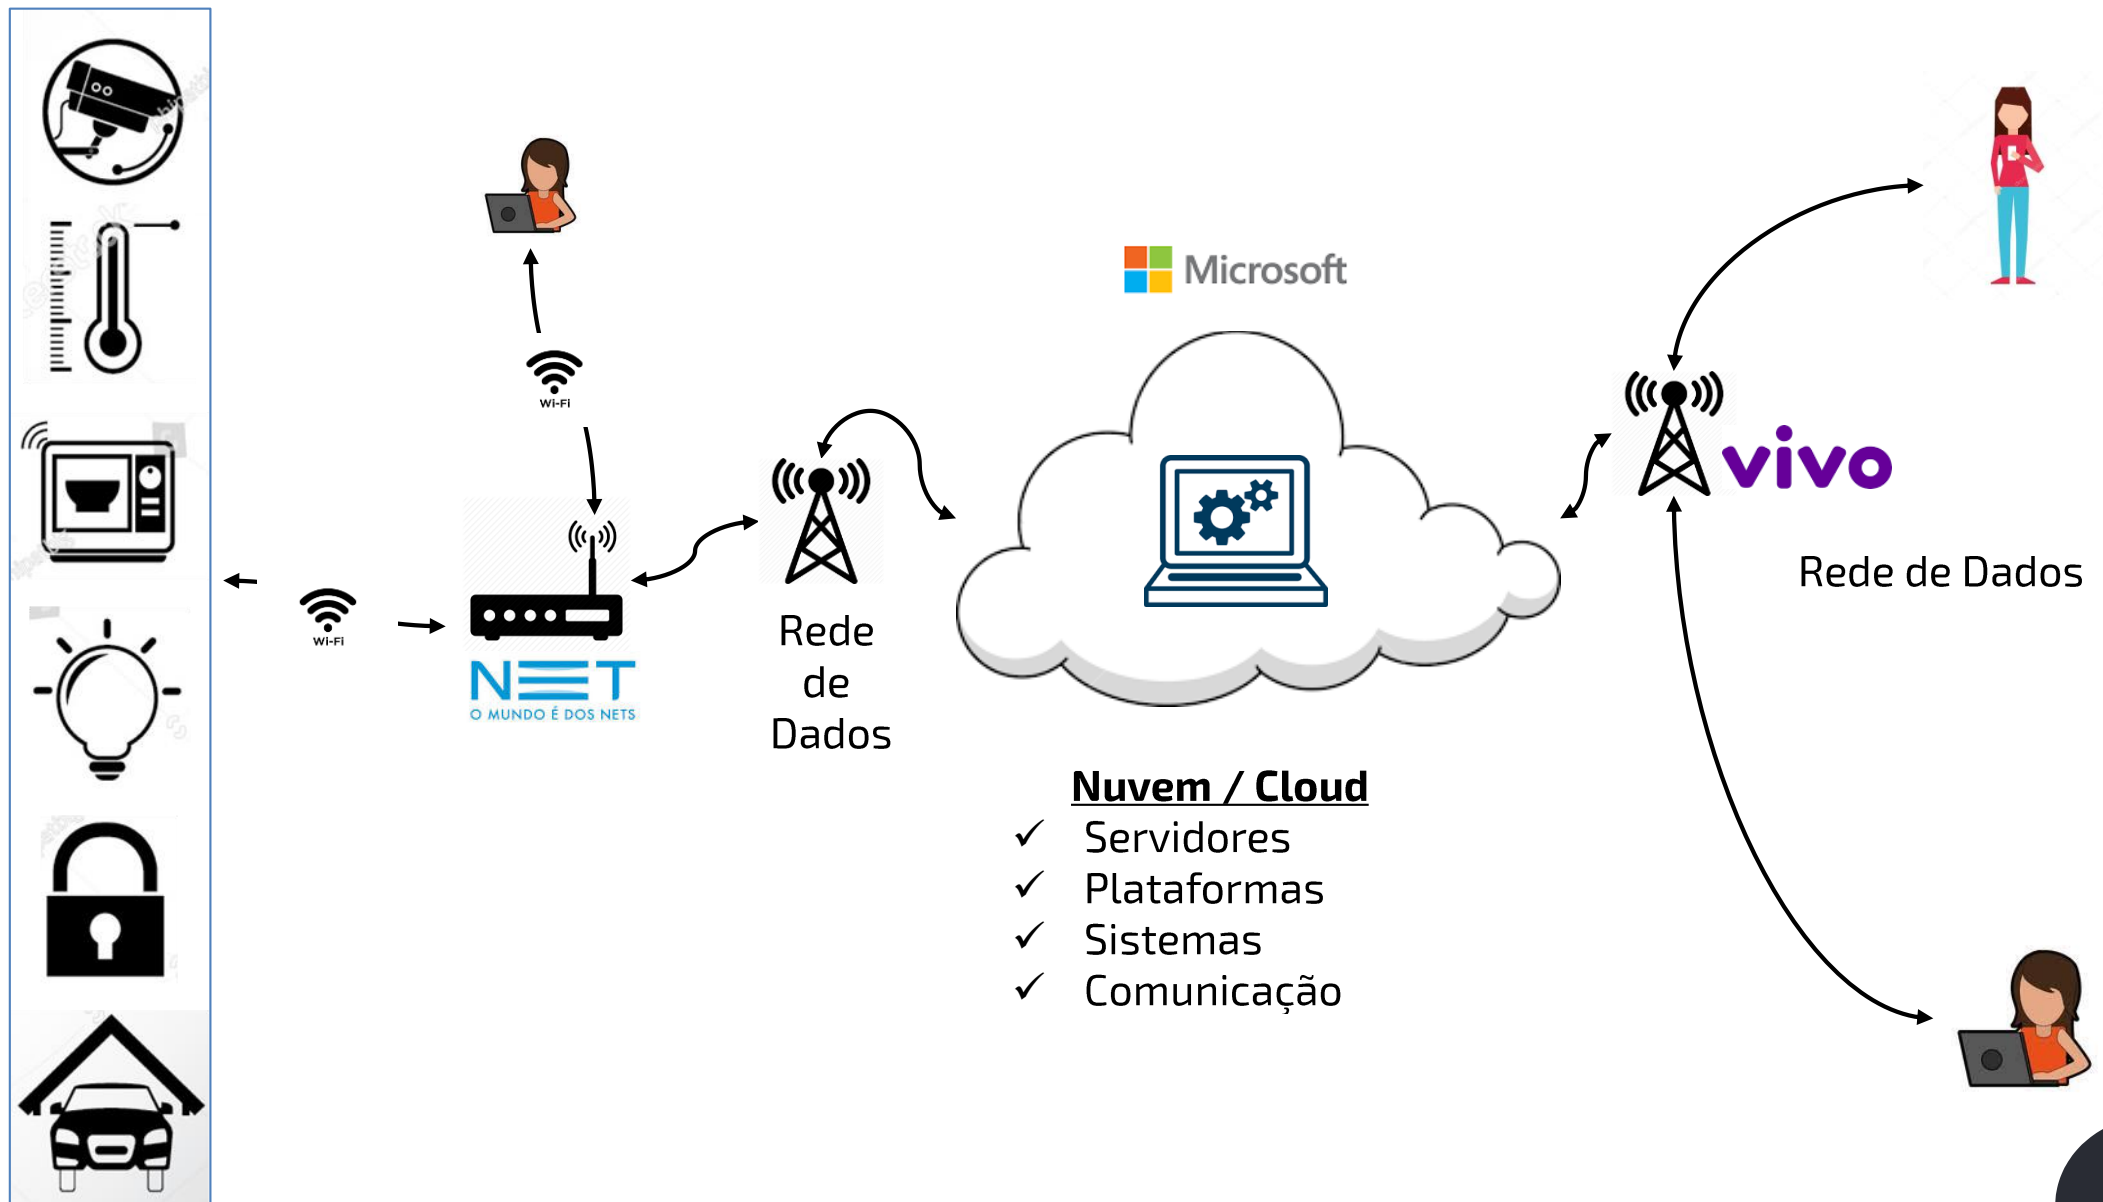 Microsoft
Wi-Fi
vivo
Rede de Dados
Wi-Fi
NET
O MUNDO É DOS NETS
Rede
de
Dados
Nuvem / Cloud
✓ Servidores
✓ Plataformas
✓ Sistemas
✓ Comunicação